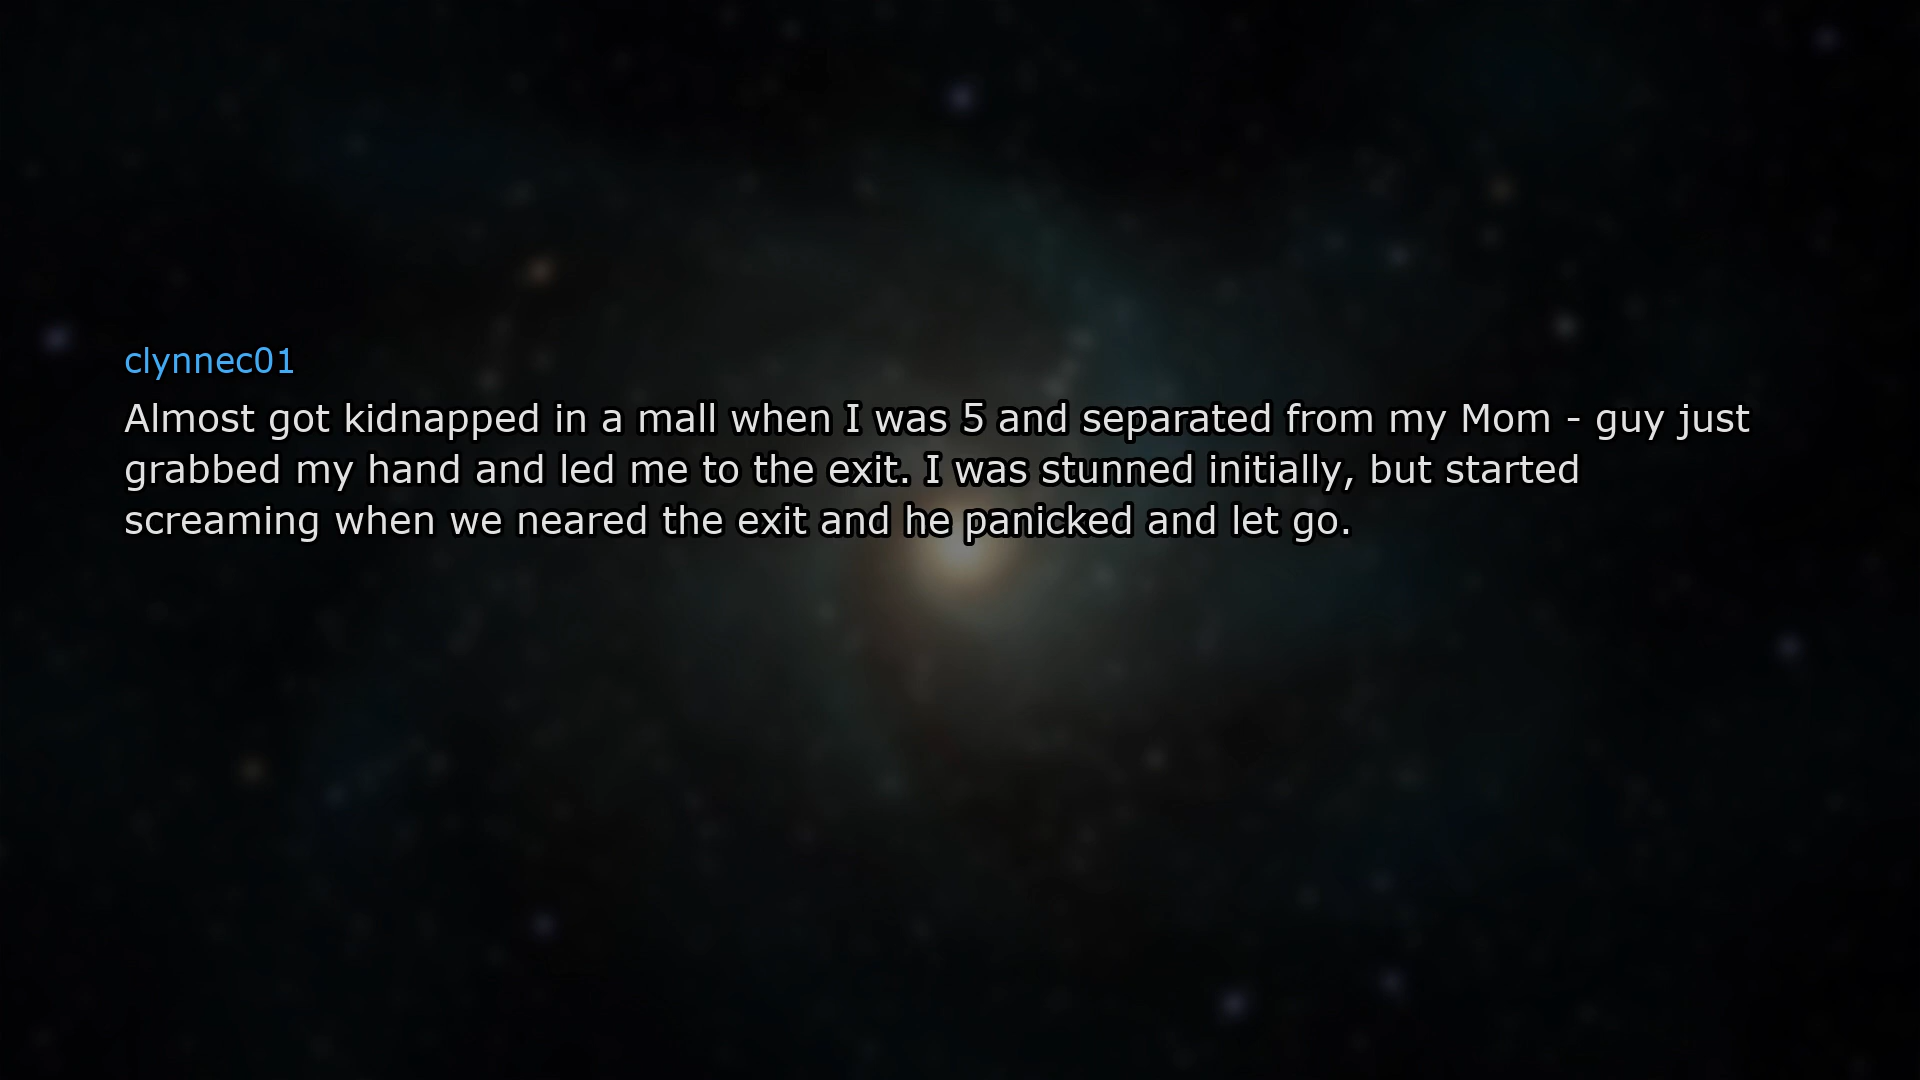 clynnec01
Almost got kidnapped in a mall when I was 5 and separated from my Mom - guy just
grabbed my hand and led me to the exit. I was stunned initially, but started
screaming when we neared the exit and he panicked and let go.